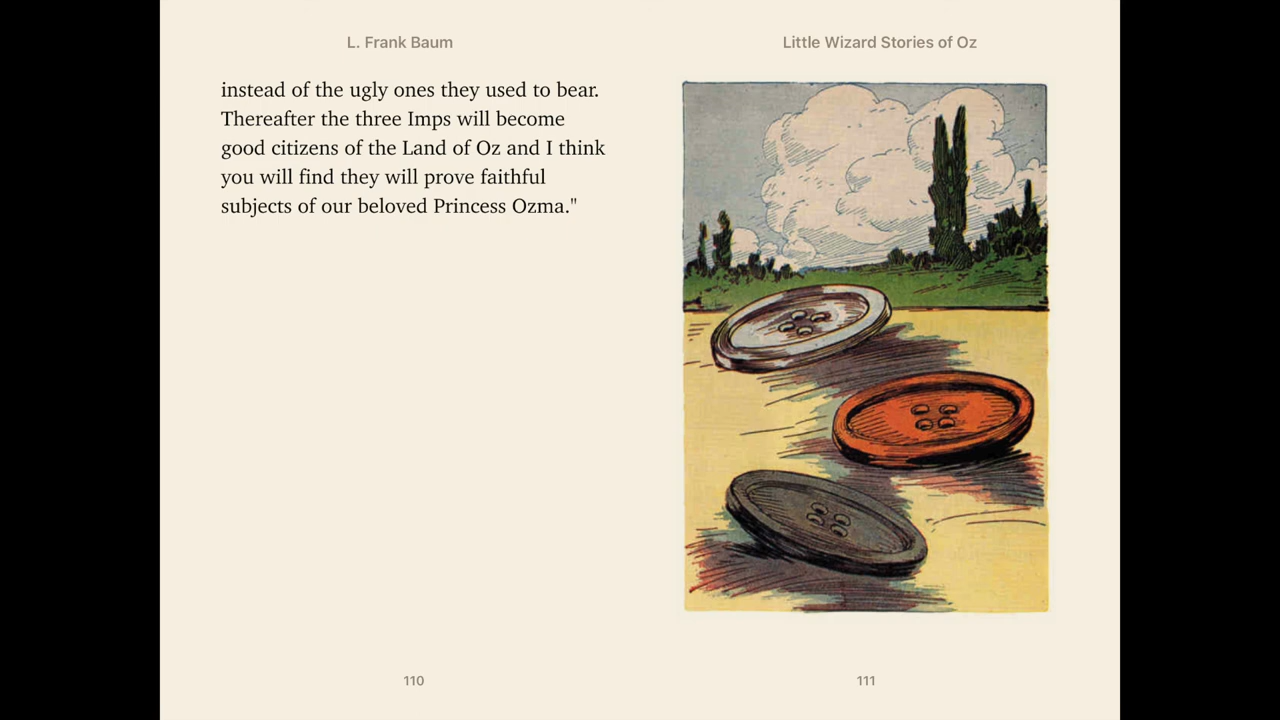 L. Frank Baum
instead of the ugly ones they used to bear.
Thereafter the three Imps will become
good citizens of the Land of Oz and I think
you will find they will prove faithful
subjects of our beloved Princess Ozma."
110
Little Wizard Stories of Oz
111